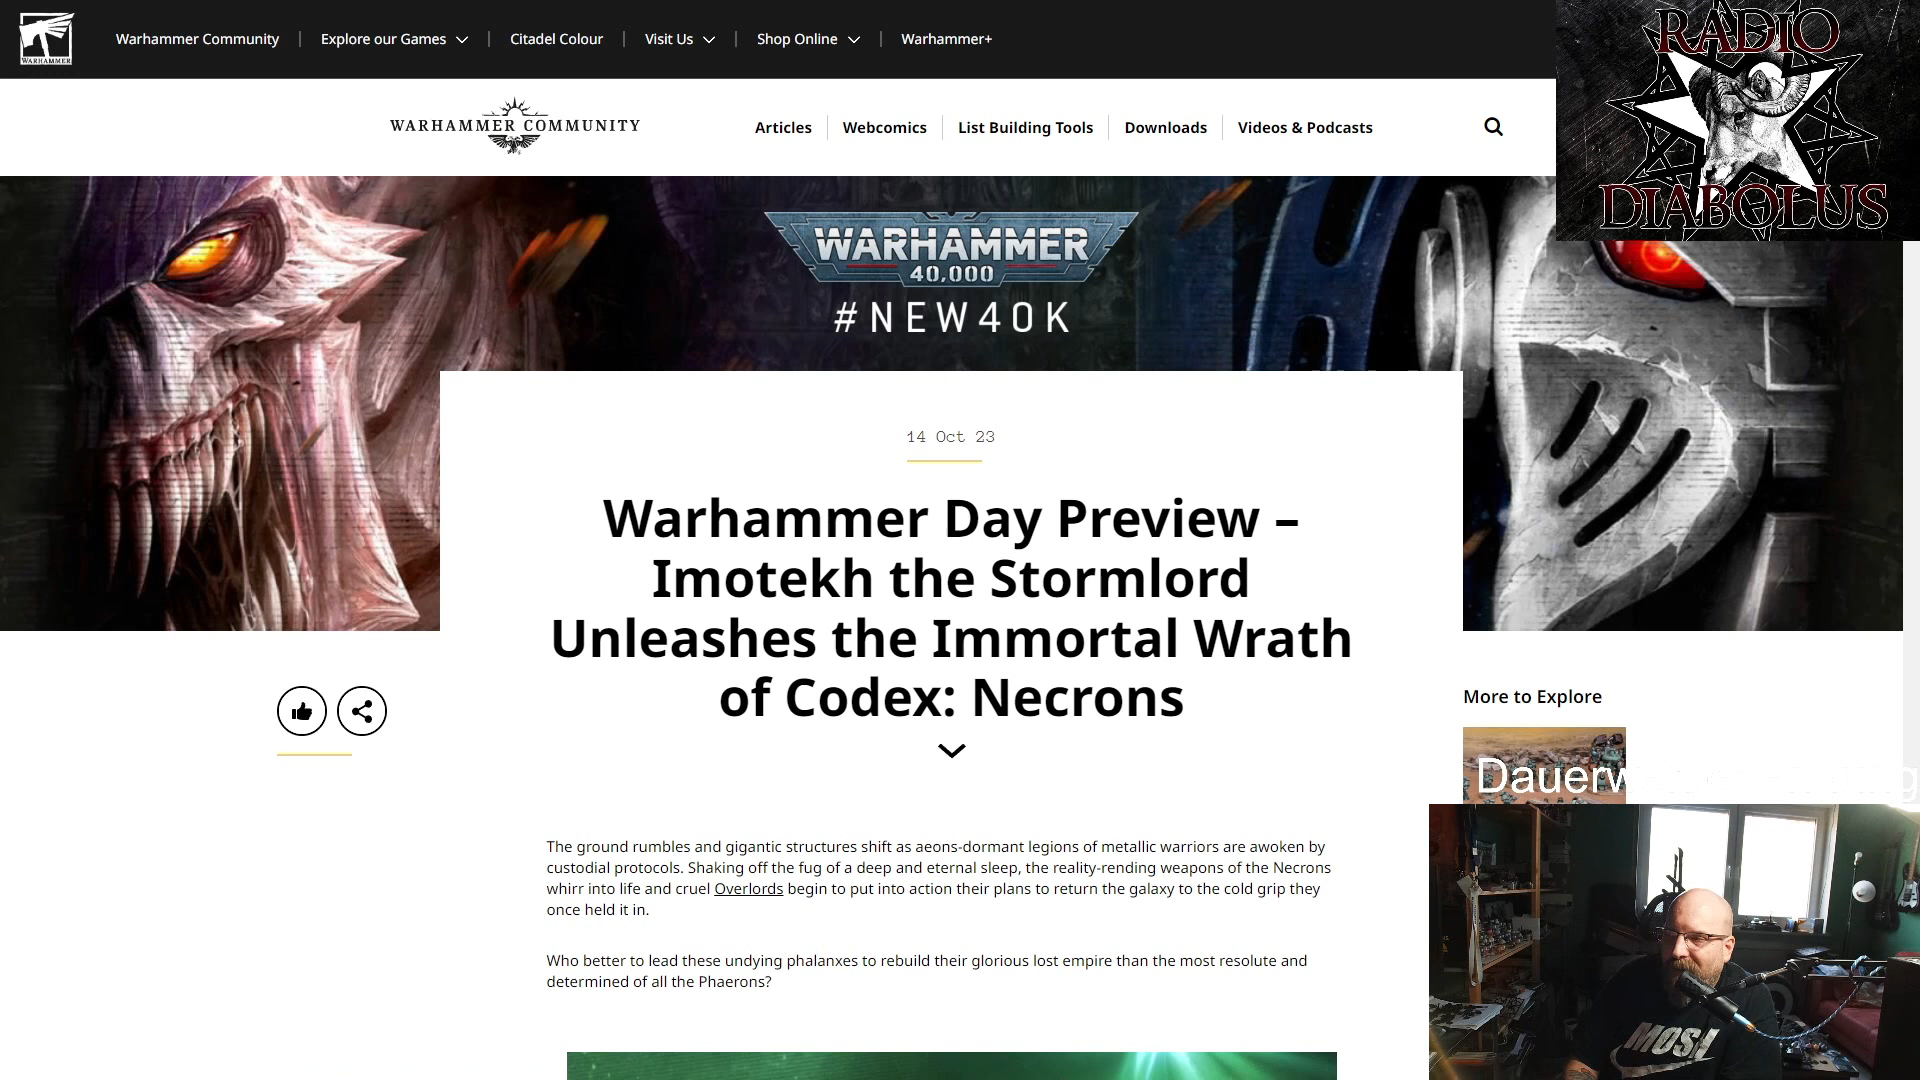 WARHAMMER
Warhammer Community
Explore our Games
Citadel Colour
Visit Us
Shop Online
Warhammer+
RADIO
DIABOLUS
WARHAMMER COMMUNITY
Articles
Webcomics
List Building Tools
Downloads
Videos & Podcasts
WARHAMMER
40,000
#NEW40K
14 Oct 23
Warhammer Day Preview –
Imotekh the Stormlord
Unleashes the Immortal Wrath
of Codex: Necrons
More to Explore
The ground rumbles and gigantic structures shift as aeons-dormant legions of metallic warriors are awoken by
custodial protocols. Shaking off the fug of a deep and eternal sleep, the reality-rending weapons of the Necrons
whirr into life and cruel Overlords begin to put into action their plans to return the galaxy to the cold grip they
once held it in.
Who better to lead these undying phalanxes to rebuild their glorious lost empire than the most resolute and
determined of all the Phaerons?
MOSH